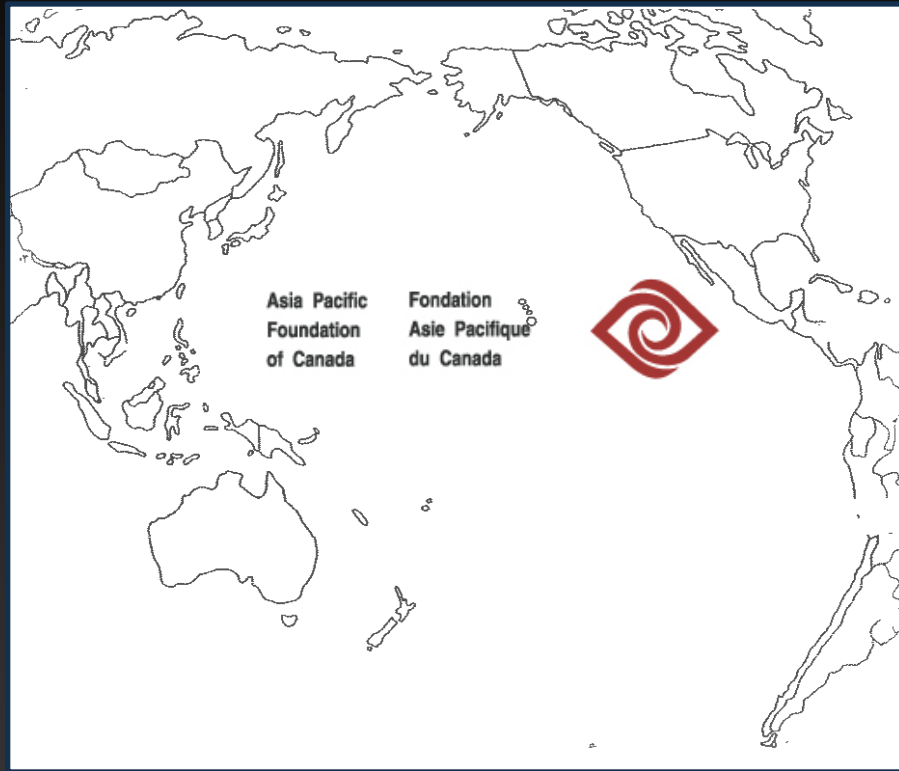 Asia Pacific
Foundation
of Canada
Fondation
Asie Pacifique
du Canada